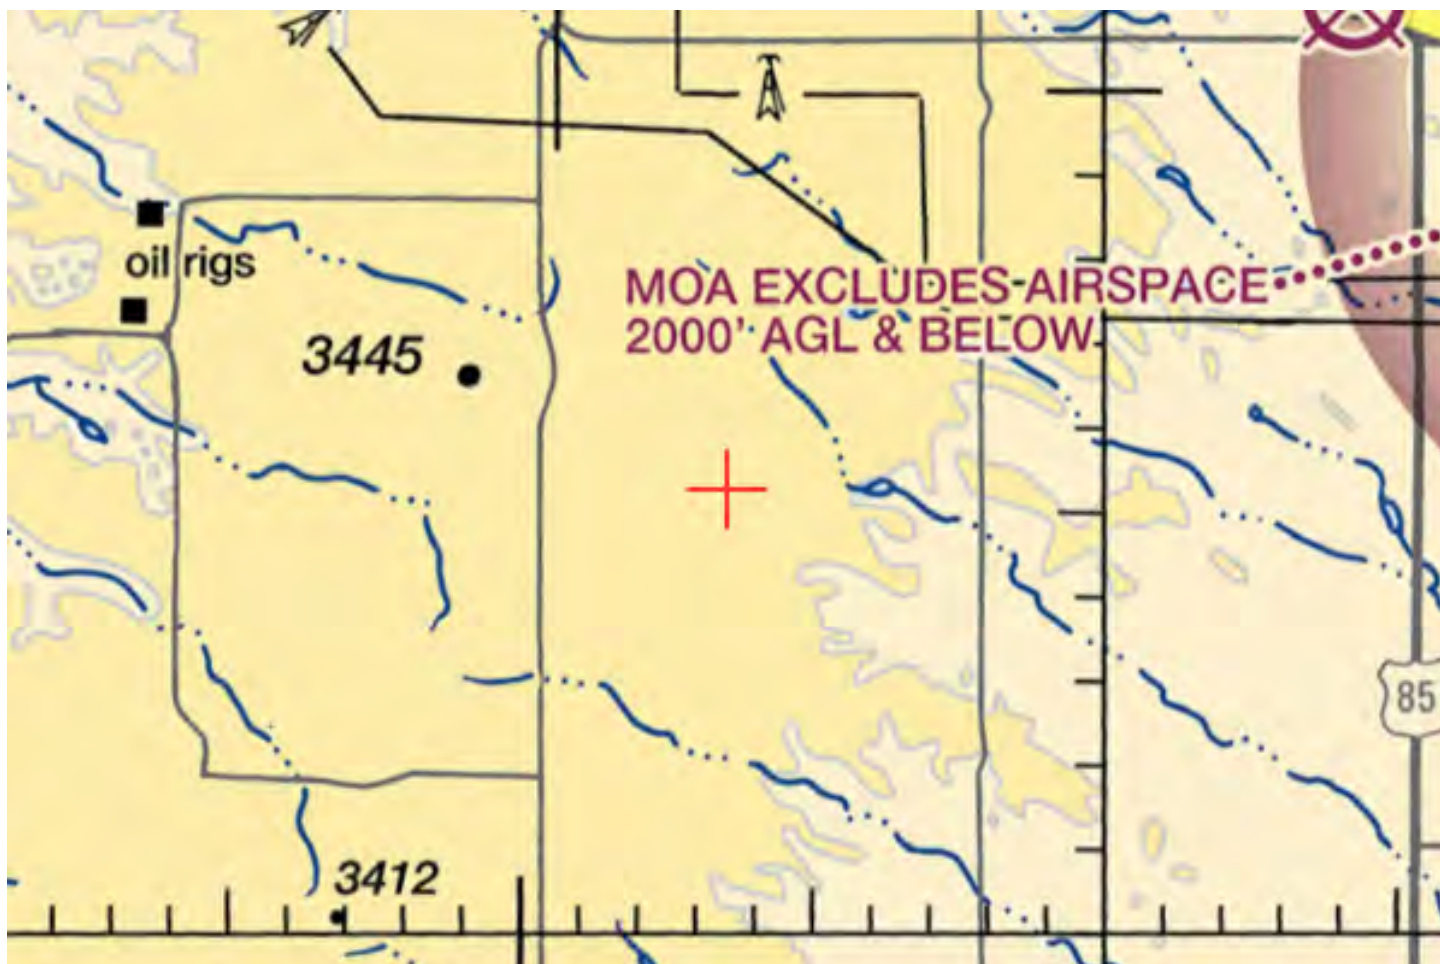 oil rigs
MOA EXCLUDES AIRSPACE
2000' AGL & BELOW
3445
85
3412